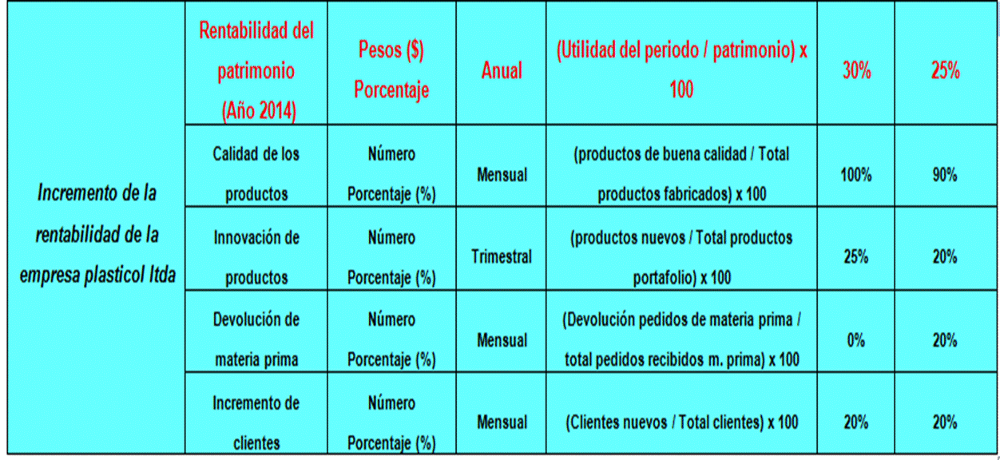 Incremento de la
rentabilidad de la
empresa plasticol ltda
Rentabilidad del
patrimonio
(Año 2014)
Pesos ($)
Porcentaje
Anual
(Utilidad del periodo / patrimonio) x
100
30%
25%
Calidad de los
productos
Número
Porcentaje (%)
Mensual
(productos de buena calidad / Total
productos fabricados) x 100
100%
90%
Innovación de
productos
Número
Porcentaje (%)
Trimestral
(productos nuevos / Total productos
portafolio) x 100
25%
20%
Devolución de
materia prima
Número
Porcentaje (%)
Mensual
(Devolución pedidos de materia prima /
total pedidos recibidos m. prima) x 100
0%
20%
Incremento de
clientes
Número
Porcentaje (%)
Mensual
(Clientes nuevos / Total clientes) x 100
20%
20%